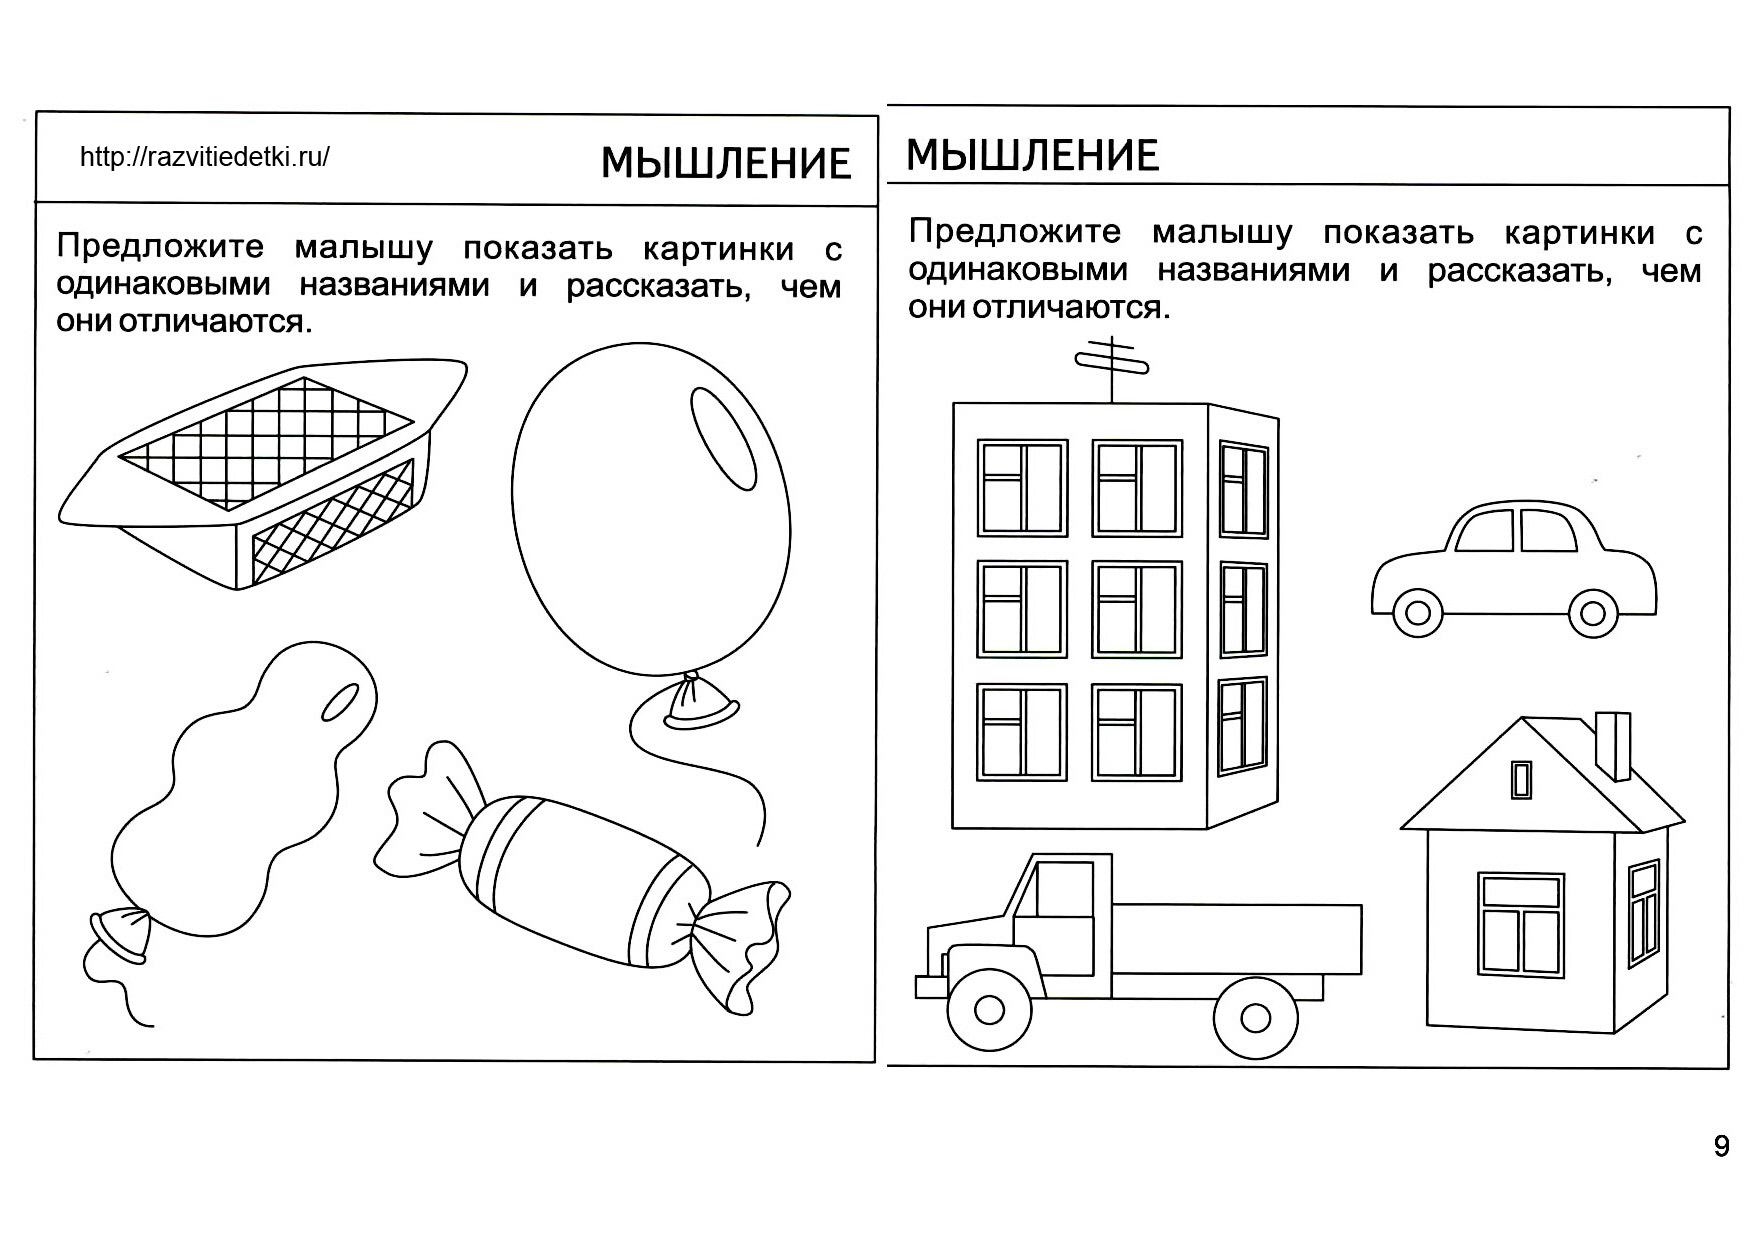 http://razvitiedetki.ru/
МЫШЛЕНИЕ
Предложите малышу показать картинки с
одинаковыми названиями и рассказать, чем
они отличаются.
МЫШЛЕНИЕ
Предложите малышу показать картинки с
одинаковыми названиями и рассказать, чем
они отличаются.
9